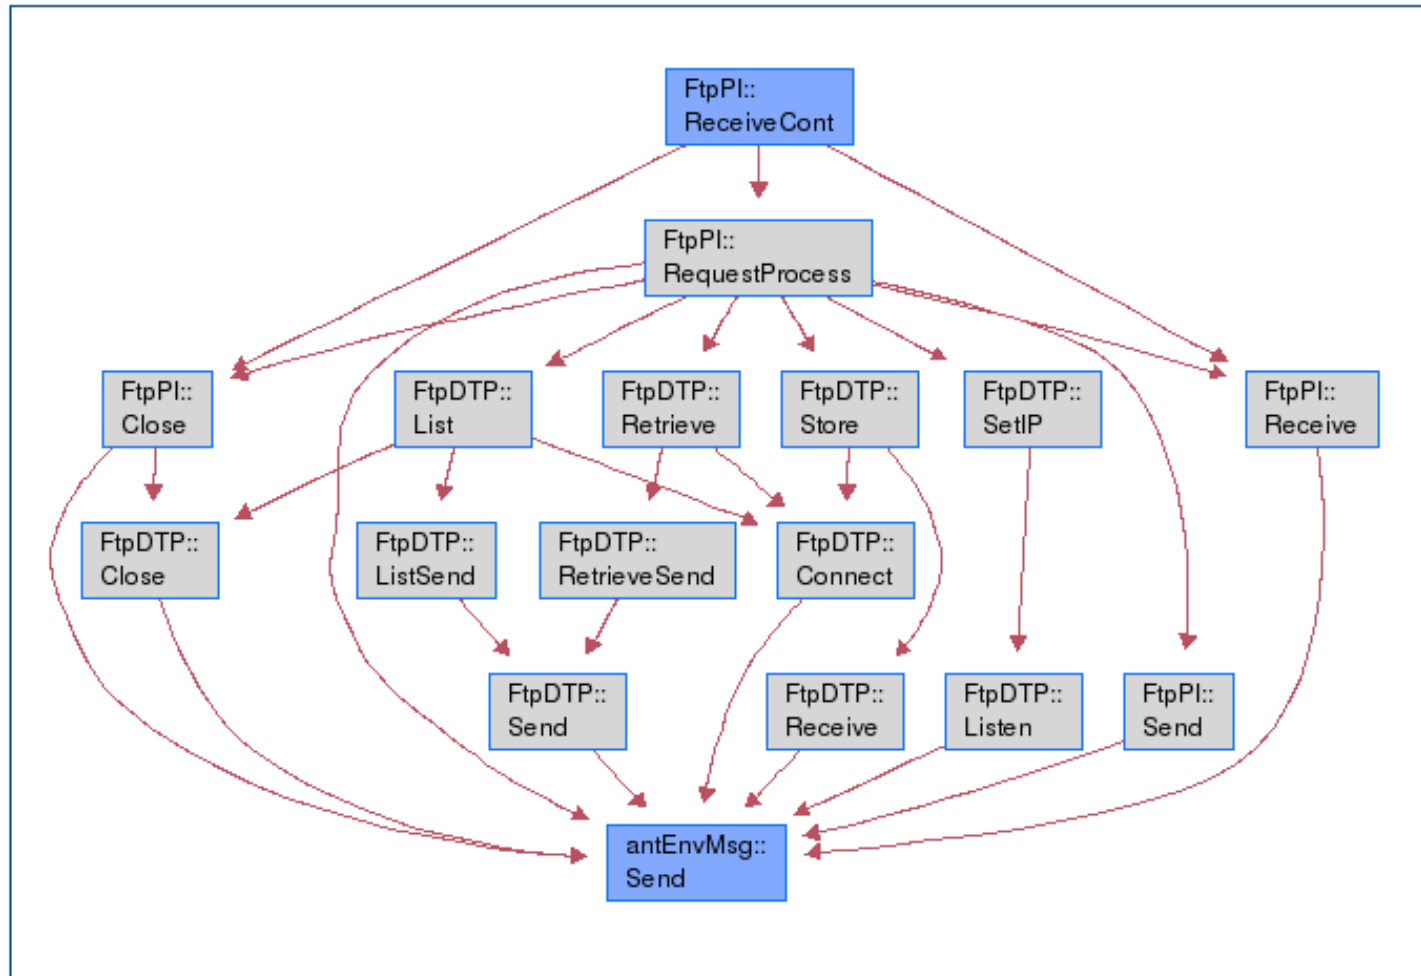 FtpPI::
ReceiveCont
FtpPI::
RequestProcess
FtpPI::
Close
FtpDTP::
List
FtpDTP::
Retrieve
FtpDTP::
Store
FtpDTP::
SetIP
FtpPI::
Receive
FtpDTP::
Close
FtpDTP::
ListSend
FtpDTP::
RetrieveSend
FtpDTP::
Connect
FtpDTP::
Send
FtpDTP::
Receive
FtpDTP::
Listen
FtpPI::
Send
antEnvMsg::
Send